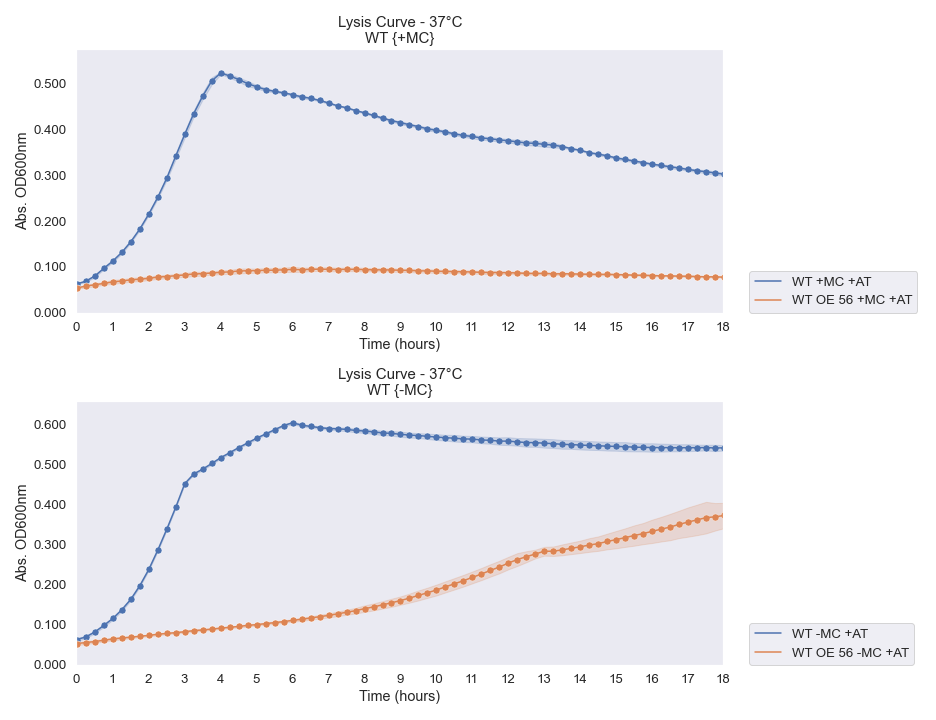 Lysis Curve - 37°C
WT {+MC}
Abs. OD600nm
0.500
0.400
0.300
0.200
0.100
0.000
0 1 2 3 4 5 6 7 8 9 10 11 12 13 14 15 16 17 18
Time (hours)
WT +MC +AT
WT OE 56 +MC +AT
Lysis Curve - 37°C
WT {-MC}
Abs. OD600nm
0.600
0.500
0.400
0.300
0.200
0.100
0.000
0 1 2 3 4 5 6 7 8 9 10 11 12 13 14 15 16 17 18
Time (hours)
WT -MC +AT
WT OE 56 -MC +AT